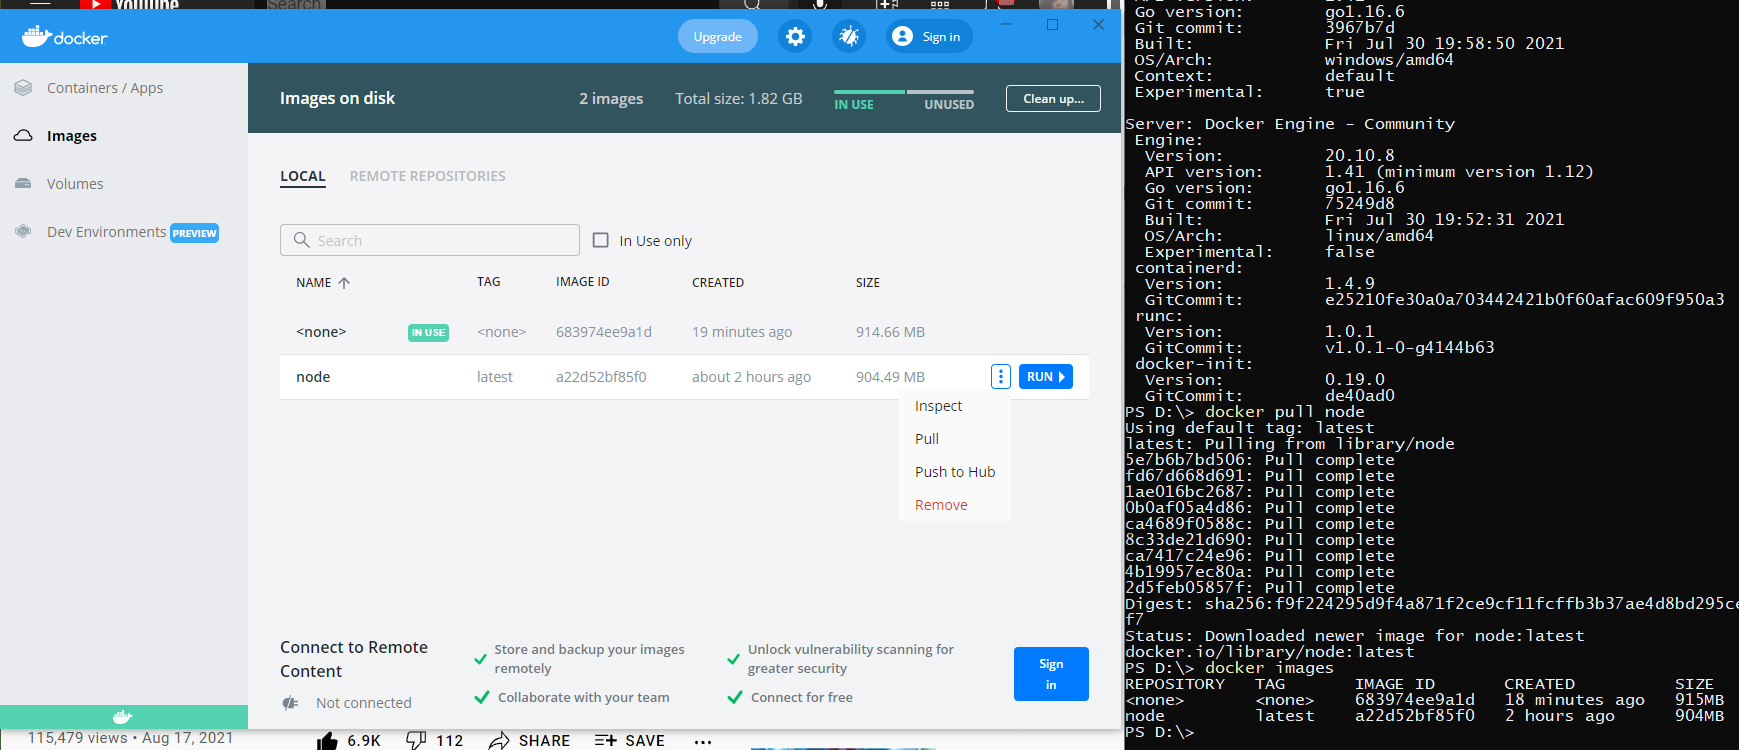 YouTube
Search
docker
Upgrade
Sign in
Containers / Apps
Images
Volumes
Dev Environments PREVIEW
Images on disk
2 images
Total size: 1.82 GB
IN USE
UNUSED
Clean up...
LOCAL
REMOTE REPOSITORIES
Search
In Use only
NAME TAG IMAGE ID CREATED SIZE
<none> IN USE <none> 683974ee9a1d 19 minutes ago 914.66 MB
node latest a22d52bf85f0 about 2 hours ago 904.49 MB RUN
Inspect
Pull
Push to Hub
Remove
Connect to Remote
Content
Not connected
Store and backup your images
remotely
Collaborate with your team
Unlock vulnerability scanning for
greater security
Connect for free
Sign
in
115,479 views • Aug 17, 2021
6.9K
112
SHARE
SAVE
...
Go version: go1.16.6
Git commit: 3967b7d
Built: Fri Jul 30 19:58:50 2021
OS/Arch: windows/amd64
Context: default
Experimental: true
Server: Docker Engine - Community
Engine:
Version: 20.10.8
API version: 1.41 (minimum version 1.12)
Go version: go1.16.6
Git commit: 75249d8
Built: Fri Jul 30 19:52:31 2021
OS/Arch: linux/amd64
Experimental: false
containerd:
Version: 1.4.9
GitCommit: e25210fe30a0a703442421b0f60afac609f950a3
runc:
Version: 1.0.1
GitCommit: v1.0.1-0-g4144b63
docker-init:
Version: 0.19.0
GitCommit: de40ad0
PS D:\> docker pull node
Using default tag: latest
latest: Pulling from library/node
5e7b6b7bd506: Pull complete
fd67d668d691: Pull complete
1ae016bc2687: Pull complete
0b0af05a4d86: Pull complete
ca4689f0588c: Pull complete
8c33de21d690: Pull complete
ca7417c24e96: Pull complete
4b19957ec80a: Pull complete
2d5feb05857f: Pull complete
Digest: sha256:f9f224295d9f4a871f2ce9cf11fcffb3b37ae4d8bd295ce
f7
Status: Downloaded newer image for node:latest
docker.io/library/node:latest
PS D:\> docker images
REPOSITORY TAG IMAGE ID CREATED SIZE
<none> <none> 683974ee9a1d 18 minutes ago 915MB
node latest a22d52bf85f0 2 hours ago 904MB
PS D:\>